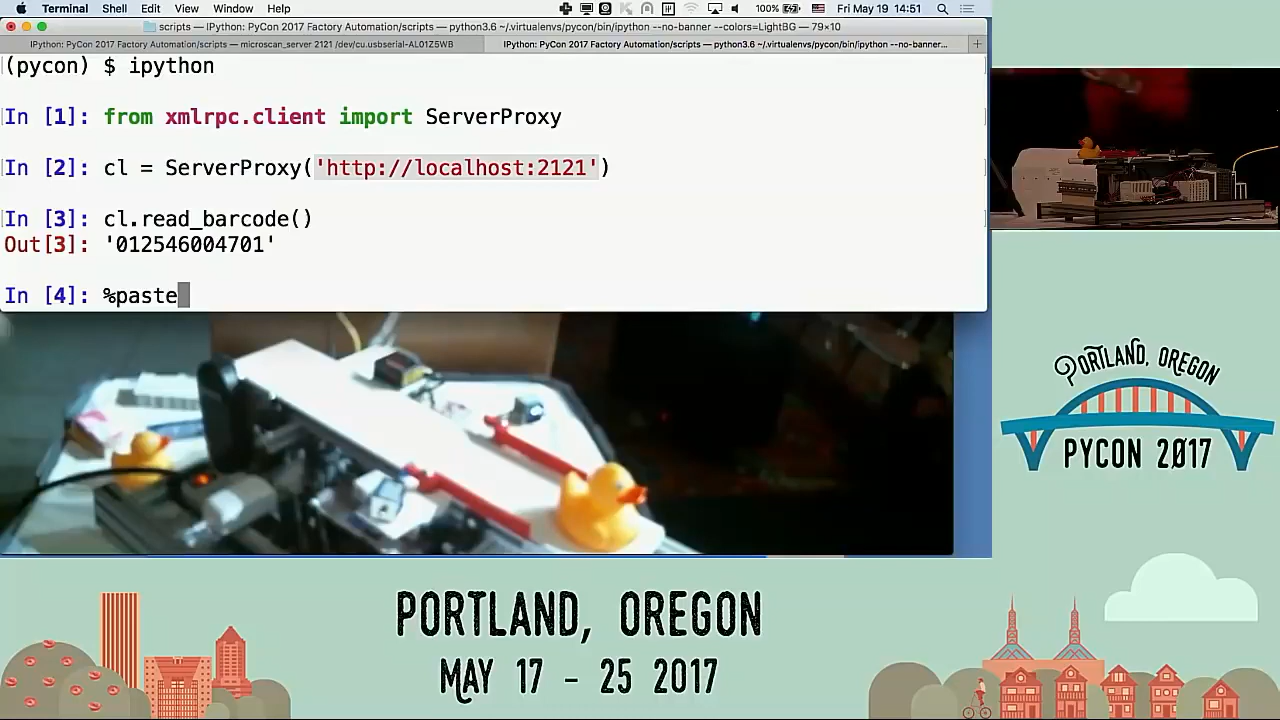 Terminal Shell Edit View Window Help 100% Fri May 19 14:51
scripts — IPython: PyCon 2017 Factory Automation/scripts — python3.6 ~/.virtualenvs/pycon/bin/ipython --no-banner --colors=LightBG — 79×10
IPython: PyCon 2017 Factory Automation/scripts — microscan_server 2121 /dev/cu.usbserial-AL01Z5WB
IPython: PyCon 2017 Factory Automation/scripts — python3.6 ~/.virtualenvs/pycon/bin/ipython --no-banner...
(pycon) $ ipython
In [1]: from xmlrpc.client import ServerProxy
In [2]: cl = ServerProxy('http://localhost:2121')
In [3]: cl.read_barcode()
Out[3]: '012546004701'
In [4]: %paste
PORTLAND, OREGON
PYCON 2017
PORTLAND, OREGON
MAY 17 - 25 2017